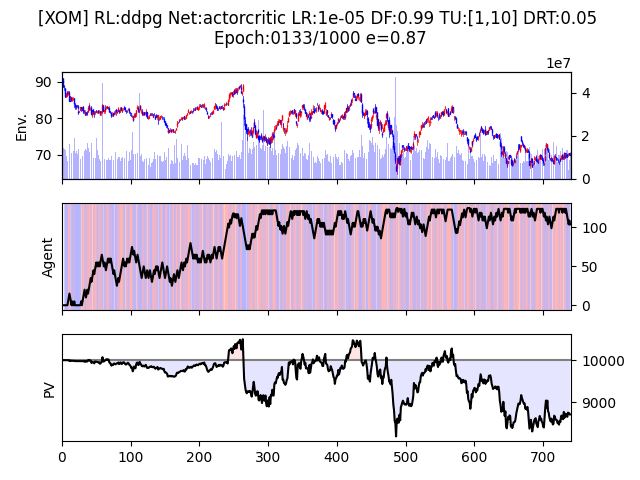 [XOM] RL:ddpg Net:actorcritic LR:1e-05 DF:0.99 TU:[1,10] DRT:0.05
Epoch:0133/1000 e=0.87
1e7
90
80
70
Env.
4
2
0
Agent
100
50
0
PV
10000
9000
0 100 200 300 400 500 600 700